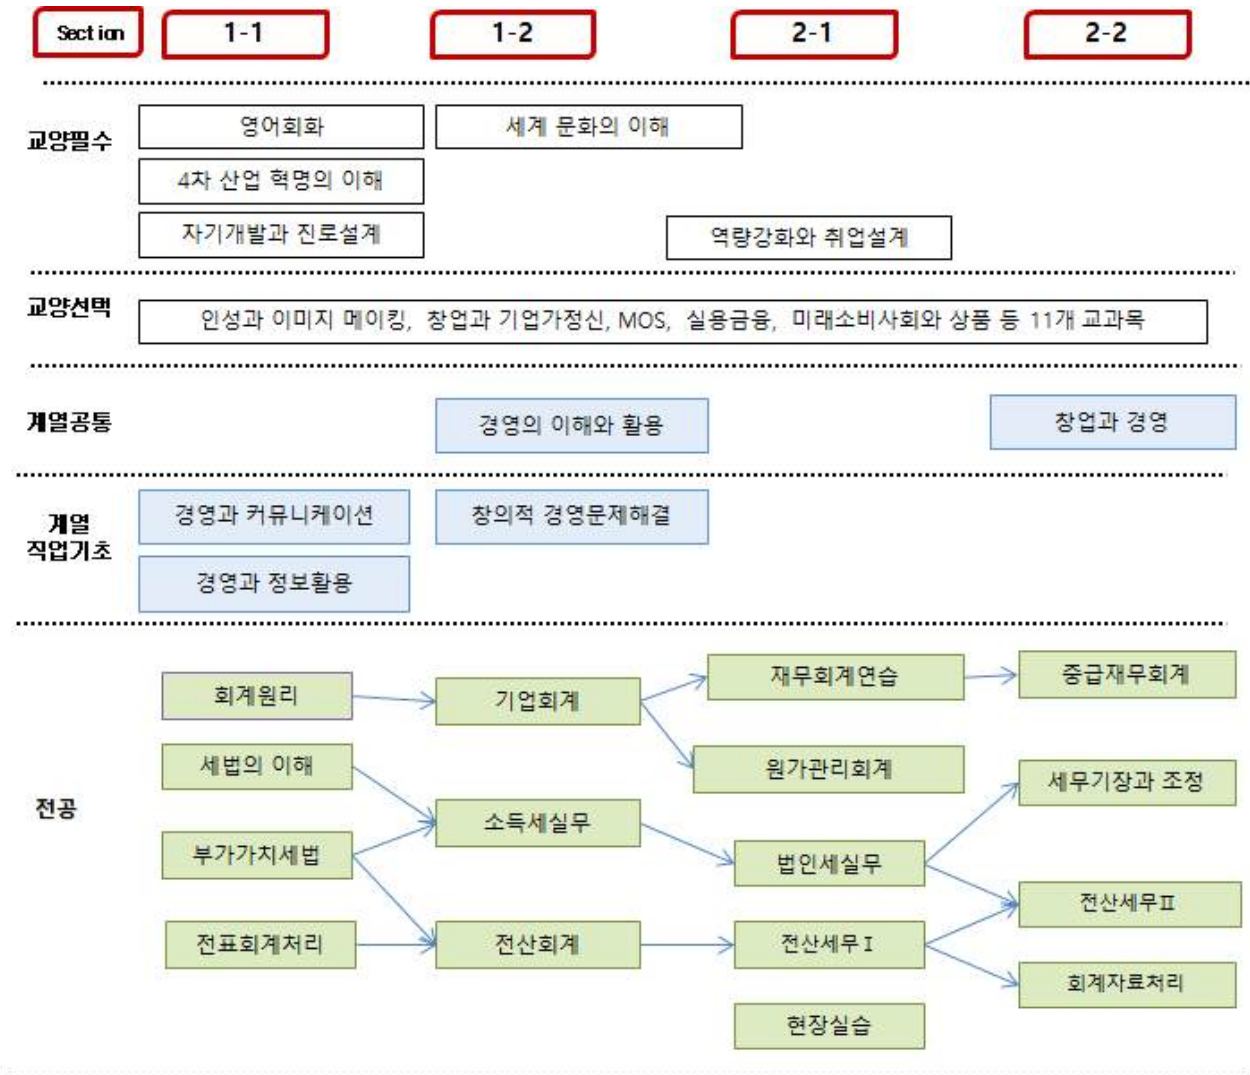 Section
1-1
1-2
2-1
2-2
교양필수
영어회화
세계 문화의 이해
4차 산업 혁명의 이해
자기개발과 진로설계
역량강화와 취업설계
교양선택
인성과 이미지 메이킹, 창업과 기업가정신, MOS, 실용금융, 미래소비사회와 상품 등 11개 교과목
계열공통
경영의 이해와 활용
창업과 경영
계열
직업기초
경영과 커뮤니케이션
창의적 경영문제해결
경영과 정보활용
전공
회계원리
기업회계
재무회계연습
중급재무회계
세법의 이해
원가관리회계
세무기장과 조정
소득세실무
부가가치세법
법인세실무
전산세무Ⅱ
전표회계처리
전산회계
전산세무Ⅰ
회계자료처리
현장실습